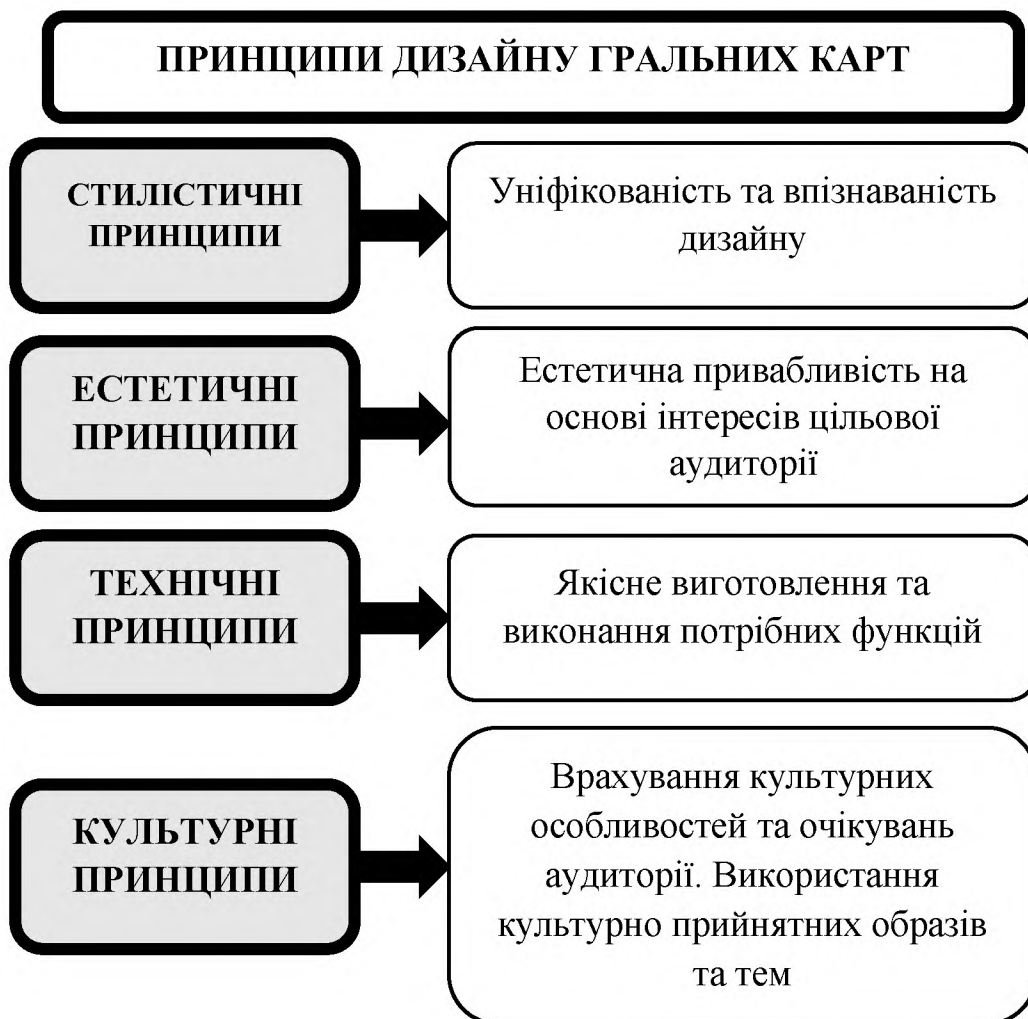 ПРИНЦИПИ ДИЗАЙНУ ГРАЛЬНИХ КАРТ
СТИЛІСТИЧНІ
ПРИНЦИПИ
Уніфікованість та впізнаваність
дизайну
ЕСТЕТИЧНІ
ПРИНЦИПИ
Естетична привабливість на
основі інтересів цільової
аудиторії
ТЕХНІЧНІ
ПРИНЦИПИ
Якісне виготовлення та
виконання потрібних функцій
КУЛЬТУРНІ
ПРИНЦИПИ
Врахування культурних
особливостей та очікувань
аудиторії. Використання
культурно прийнятних образів
та тем